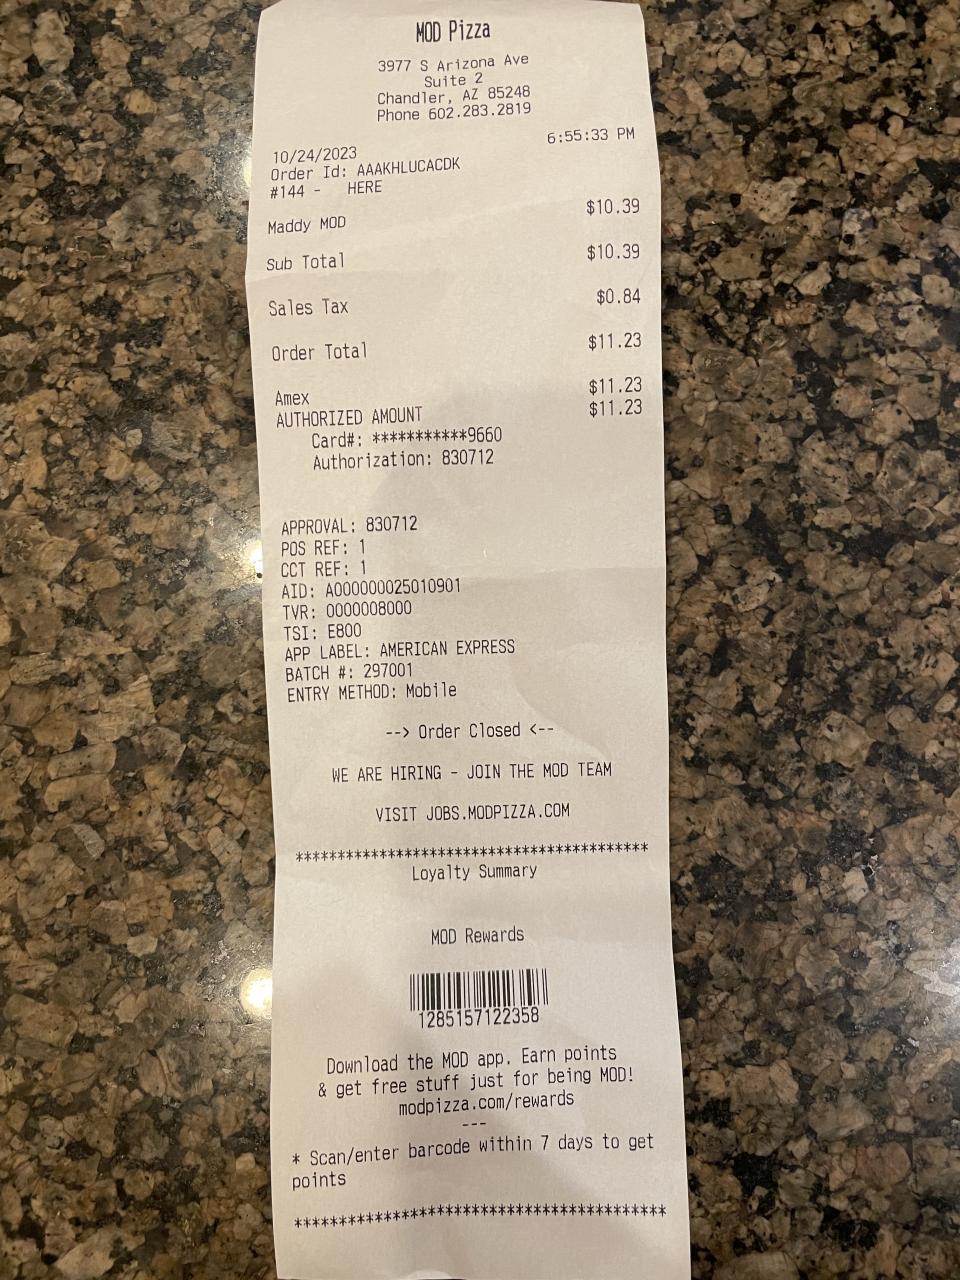 MOD Pizza
3977 S Arizona Ave
Suite 2
Chandler, AZ 85248
Phone 602.283.2819
10/24/2023 6:55:33 PM
Order Id: AAAKHLUCACDK
#144 - HERE
Maddy MOD $10.39
Sub Total $10.39
Sales Tax $0.84
Order Total $11.23
Amex $11.23
AUTHORIZED AMOUNT $11.23
Card#: ***********9660
Authorization: 830712
APPROVAL: 830712
POS REF: 1
CCT REF: 1
AID: A000000025010901
TVR: 0000008000
TSI: E800
APP LABEL: AMERICAN EXPRESS
BATCH #: 297001
ENTRY METHOD: Mobile
--> Order Closed <--
WE ARE HIRING - JOIN THE MOD TEAM
VISIT JOBS.MODPIZZA.COM
******************************************
Loyalty Summary
MOD Rewards
1285157122358
Download the MOD app. Earn points
& get free stuff just for being MOD!
modpizza.com/rewards
---
* Scan/enter barcode within 7 days to get
points
******************************************